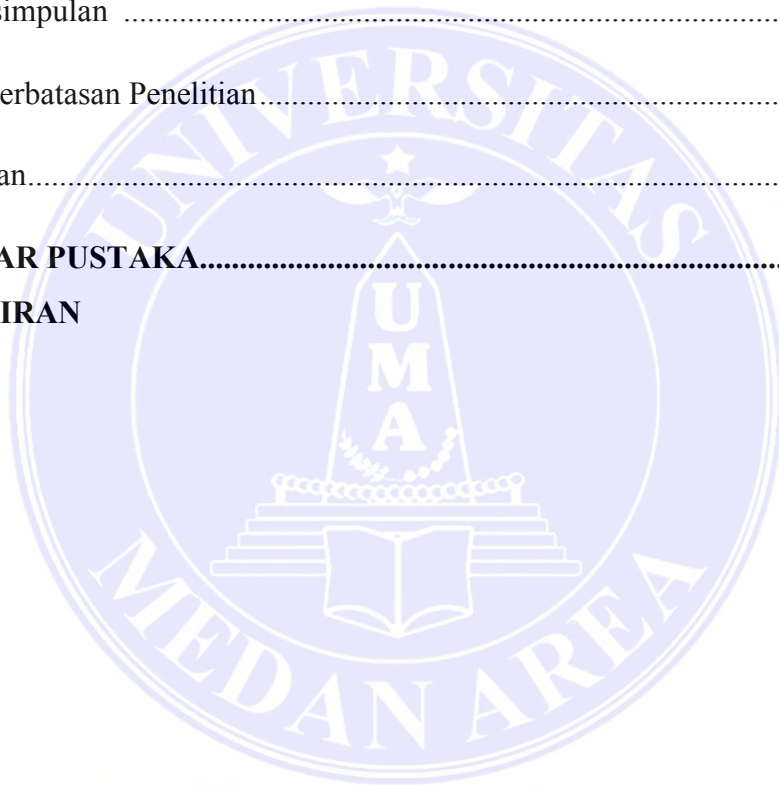 simpulan ........................................................................................
erbatasan Penelitian........................................................................
an.....................................................................................................
AR PUSTAKA.......................................................................
IRAN
UNIVERSITAS
UMA
MEDAN AREA